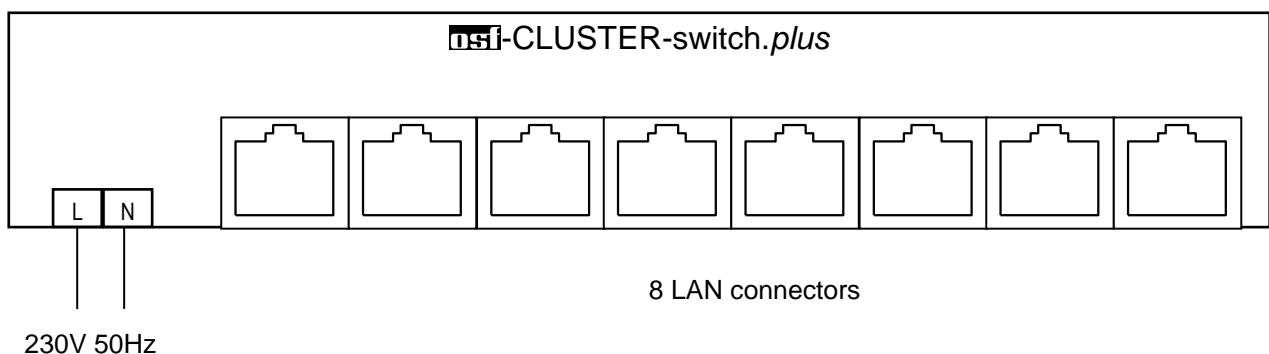 osf-CLUSTER-switch.plus
L N
8 LAN connectors
230V 50Hz